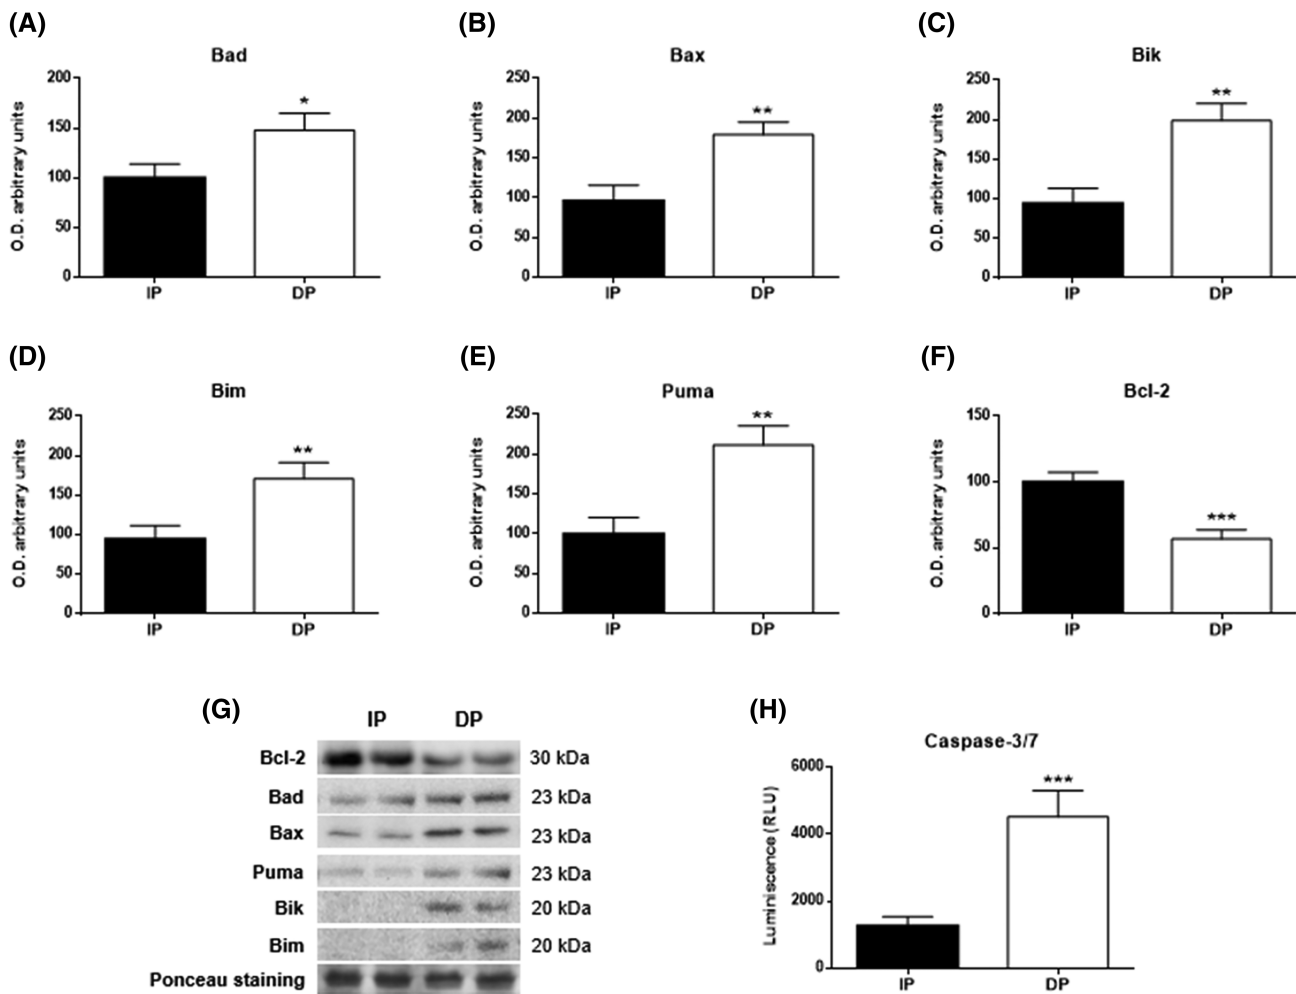 (A)
Bad
O.D. arbitrary units
200
150
100
50
0
*
IP
DP
(B)
Bax
O.D. arbitrary units
250
200
150
100
50
0
**
IP
DP
(C)
Bik
O.D. arbitrary units
250
200
150
100
50
0
**
IP
DP
(D)
Bim
O.D. arbitrary units
250
200
150
100
50
0
**
IP
DP
(E)
Puma
O.D. arbitrary units
250
200
150
100
50
0
**
IP
DP
(F)
Bcl-2
O.D. arbitrary units
150
100
50
0
***
IP
DP
(G)
IP DP
Bcl-2 30 kDa
Bad 23 kDa
Bax 23 kDa
Puma 23 kDa
Bik 20 kDa
Bim 20 kDa
Ponceau staining
(H)
Caspase-3/7
Luminiscence (RLU)
6000
4000
2000
0
***
IP
DP